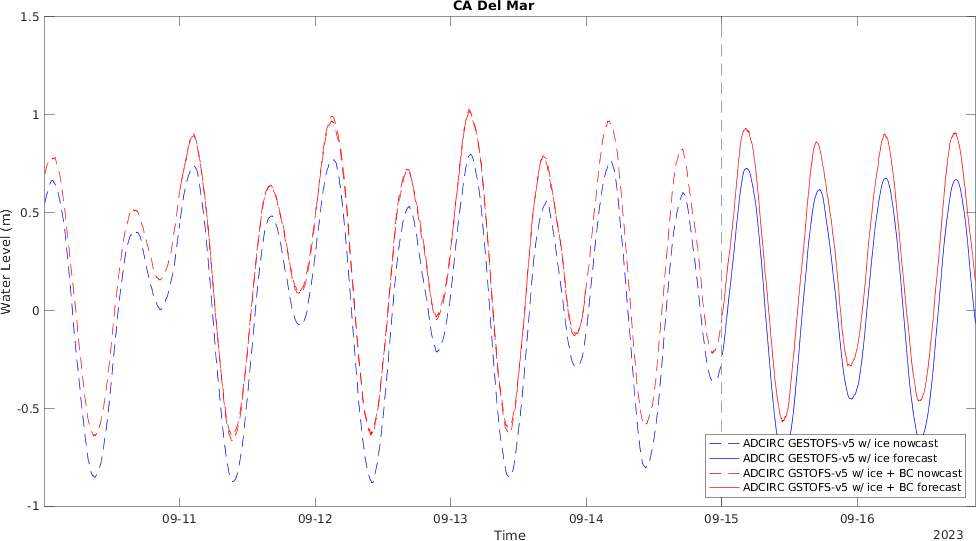 CA Del Mar
1.5
1
0.5
0
-0.5
-1
Water Level (m)
ADCIRC GESTOFS-v5 w/ ice nowcast
ADCIRC GESTOFS-v5 w/ ice forecast
ADCIRC GSTOFS-v5 w/ ice + BC nowcast
ADCIRC GSTOFS-v5 w/ ice + BC forecast
09-11 09-12 09-13 09-14 09-15 09-16
Time
2023